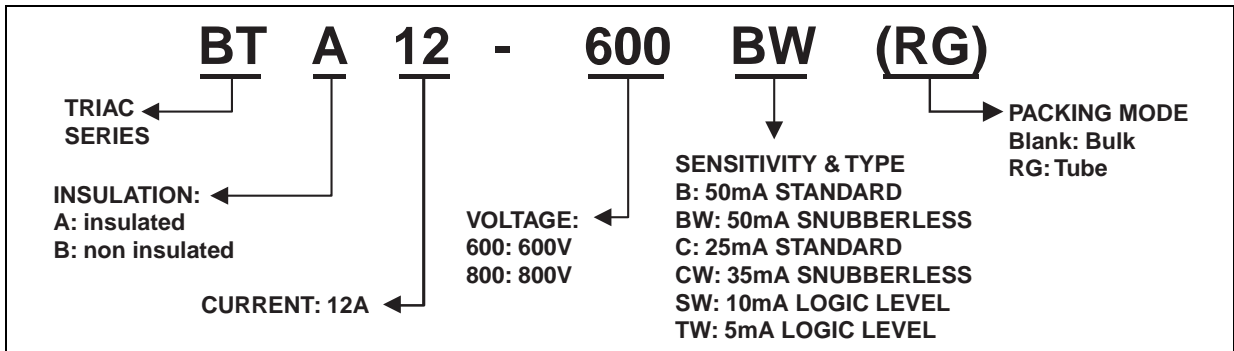 BT A 12 - 600 BW (RG)
TRIAC
SERIES
INSULATION:
A: insulated
B: non insulated
CURRENT: 12A
VOLTAGE:
600: 600V
800: 800V
SENSITIVITY & TYPE
B: 50mA STANDARD
BW: 50mA SNUBBERLESS
C: 25mA STANDARD
CW: 35mA SNUBBERLESS
SW: 10mA LOGIC LEVEL
TW: 5mA LOGIC LEVEL
PACKING MODE
Blank: Bulk
RG: Tube